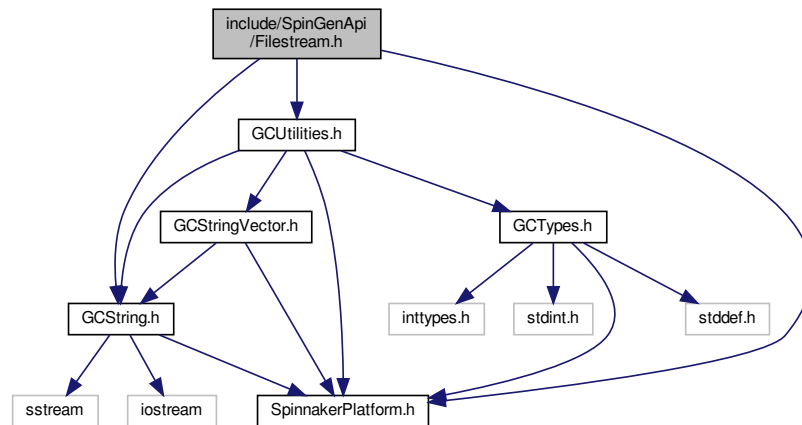 include/SpinGenApi
/Filestream.h
GCUtilities.h
GCStringVector.h
GCTypes.h
GCString.h
inttypes.h
stdint.h
stddef.h
sstream
iostream
SpinnakerPlatform.h